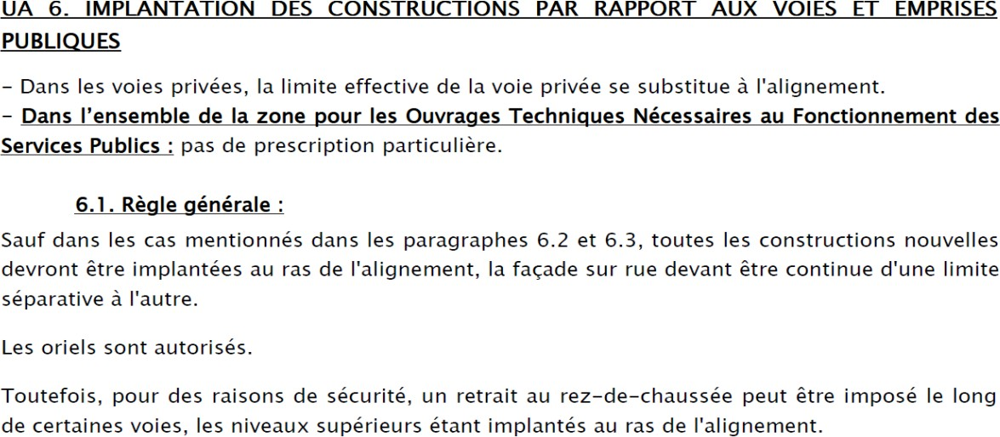 UA 6. IMPLANTATION DES CONSTRUCTIONS PAR RAPPORT AUX VOIES ET EMPRISES
PUBLIQUES
- Dans les voies privées, la limite effective de la voie privée se substitue à l'alignement.
- Dans l’ensemble de la zone pour les Ouvrages Techniques Nécessaires au Fonctionnement des
Services Publics : pas de prescription particulière.
6.1. Règle générale :
Sauf dans les cas mentionnés dans les paragraphes 6.2 et 6.3, toutes les constructions nouvelles
devront être implantées au ras de l'alignement, la façade sur rue devant être continue d'une limite
séparative à l'autre.
Les oriels sont autorisés.
Toutefois, pour des raisons de sécurité, un retrait au rez-de-chaussée peut être imposé le long
de certaines voies, les niveaux supérieurs étant implantés au ras de l'alignement.